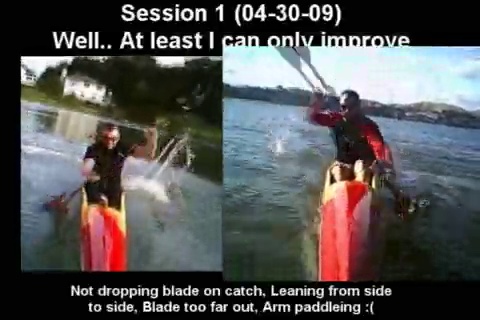 Session 1 (04-30-09)
Well.. At least I can only improve
Not dropping blade on catch, Leaning from side
to side, Blade too far out, Arm paddleing :(